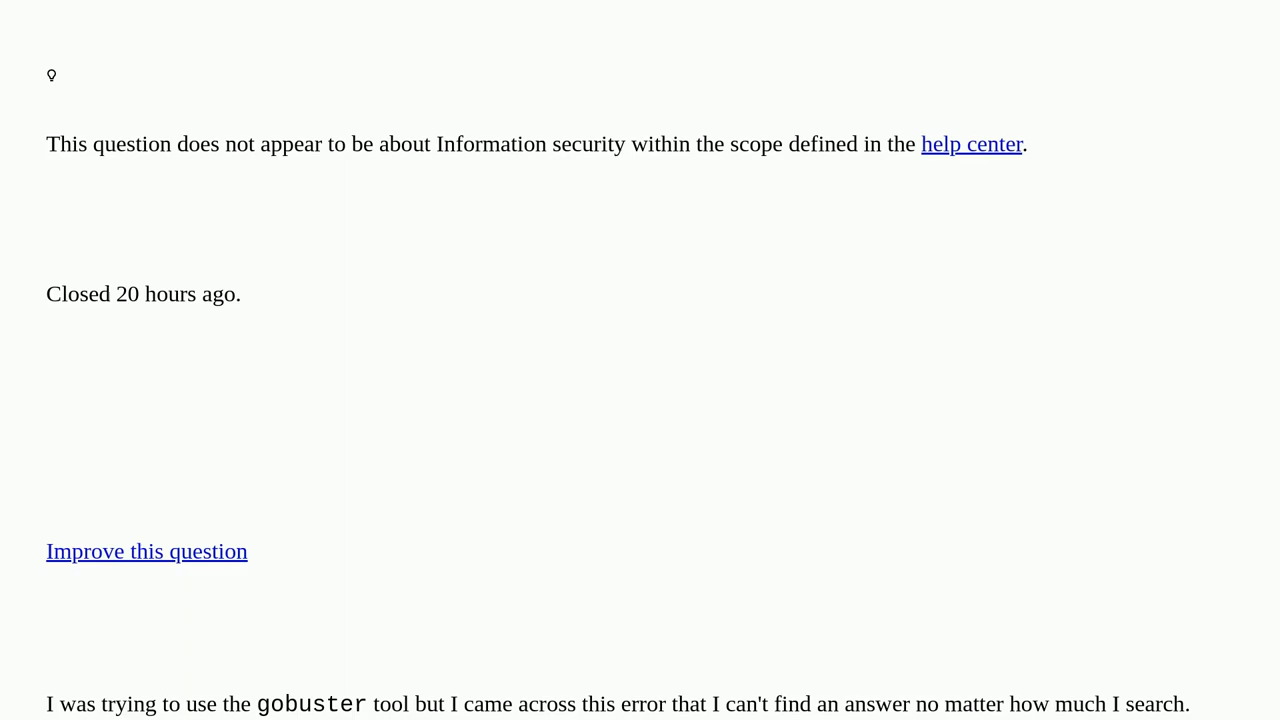 This question does not appear to be about Information security within the scope defined in the help center.
Closed 20 hours ago.
Improve this question
I was trying to use the gobuster tool but I came across this error that I can't find an answer no matter how much I search.